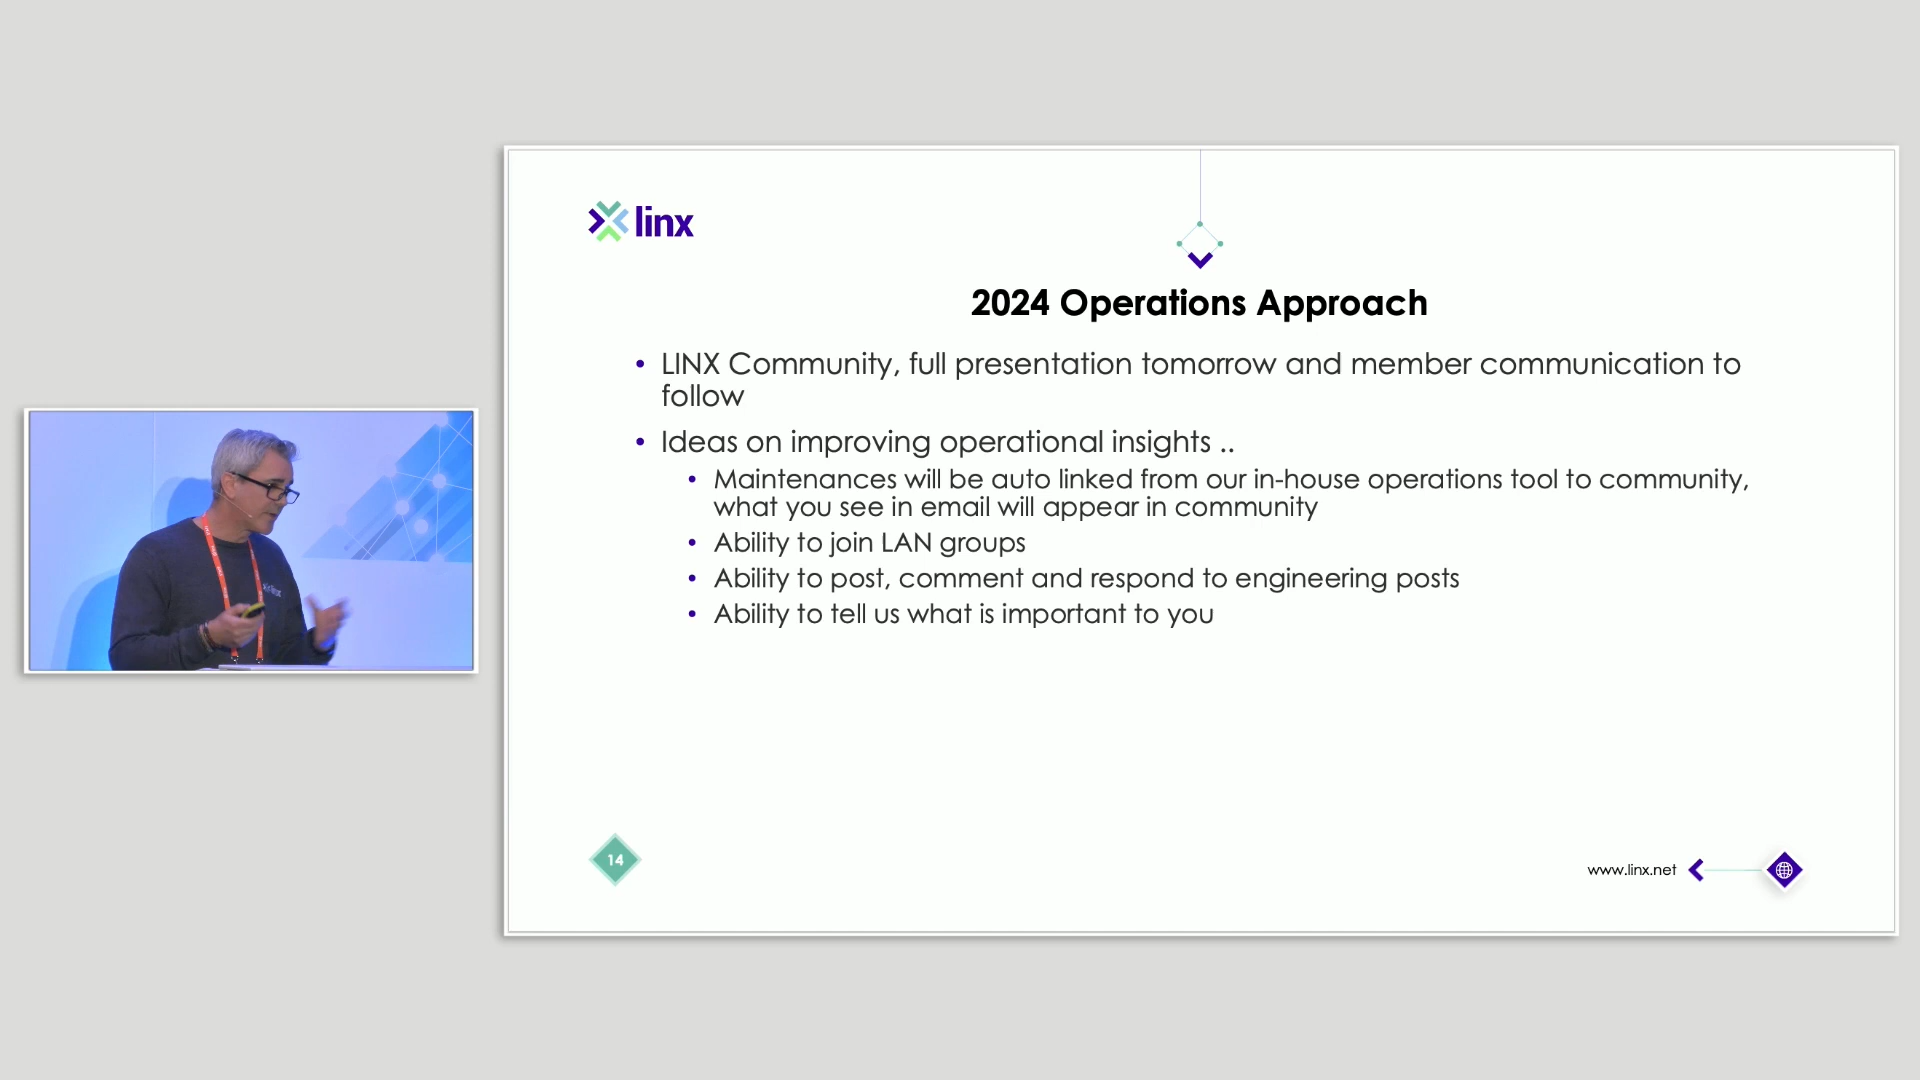 linx
2024 Operations Approach
• LINX Community, full presentation tomorrow and member communication to
follow
• Ideas on improving operational insights ..
• Maintenances will be auto linked from our in-house operations tool to community,
what you see in email will appear in community
• Ability to join LAN groups
• Ability to post, comment and respond to engineering posts
• Ability to tell us what is important to you
14
www.linx.net